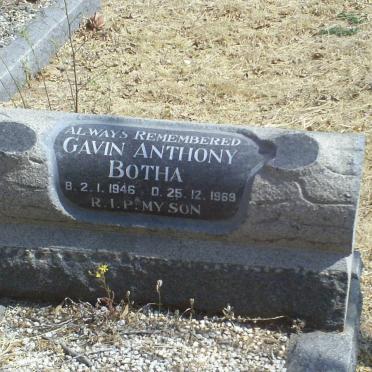 ALWAYS REMEMBERED
GAVIN ANTHONY
BOTHA
B. 2.1.1946 D. 25.12.1969
R.I.P. MY SON